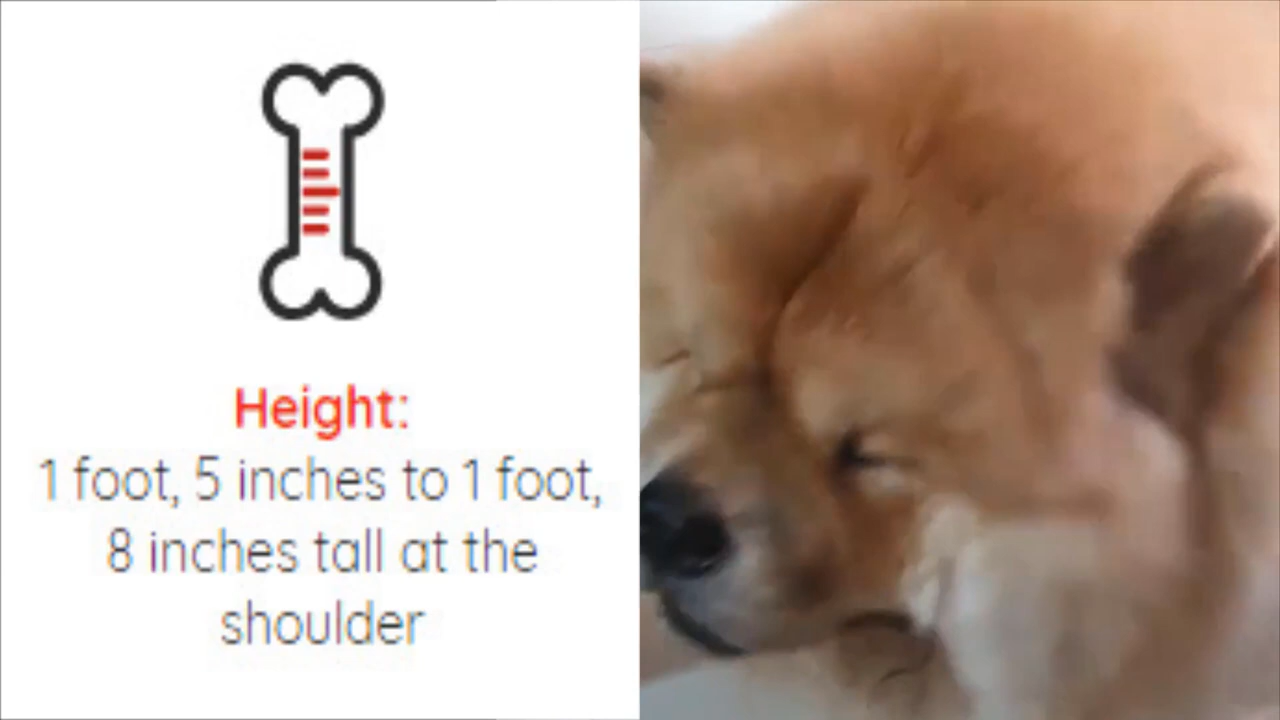 Height:
1 foot, 5 inches to 1 foot,
8 inches tall at the
shoulder